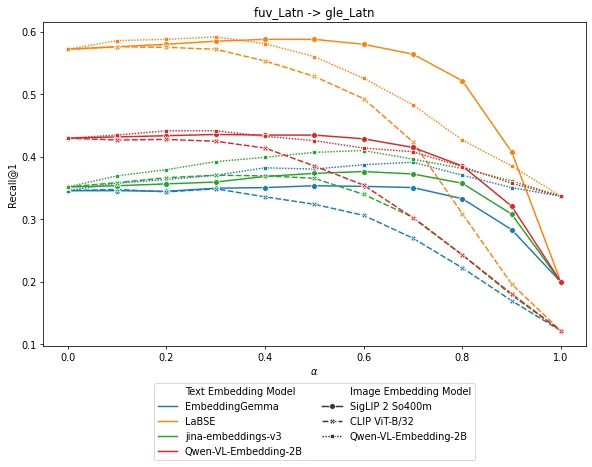 fuv_Latn -> gle_Latn
Recall@1
0.6
0.5
0.4
0.3
0.2
0.1
0.0 0.2 0.4 0.6 0.8 1.0
α
Text Embedding Model Image Embedding Model
EmbeddingGemma SigLIP 2 So400m
LaBSE CLIP ViT-B/32
jina-embeddings-v3 Qwen-VL-Embedding-2B
Qwen-VL-Embedding-2B